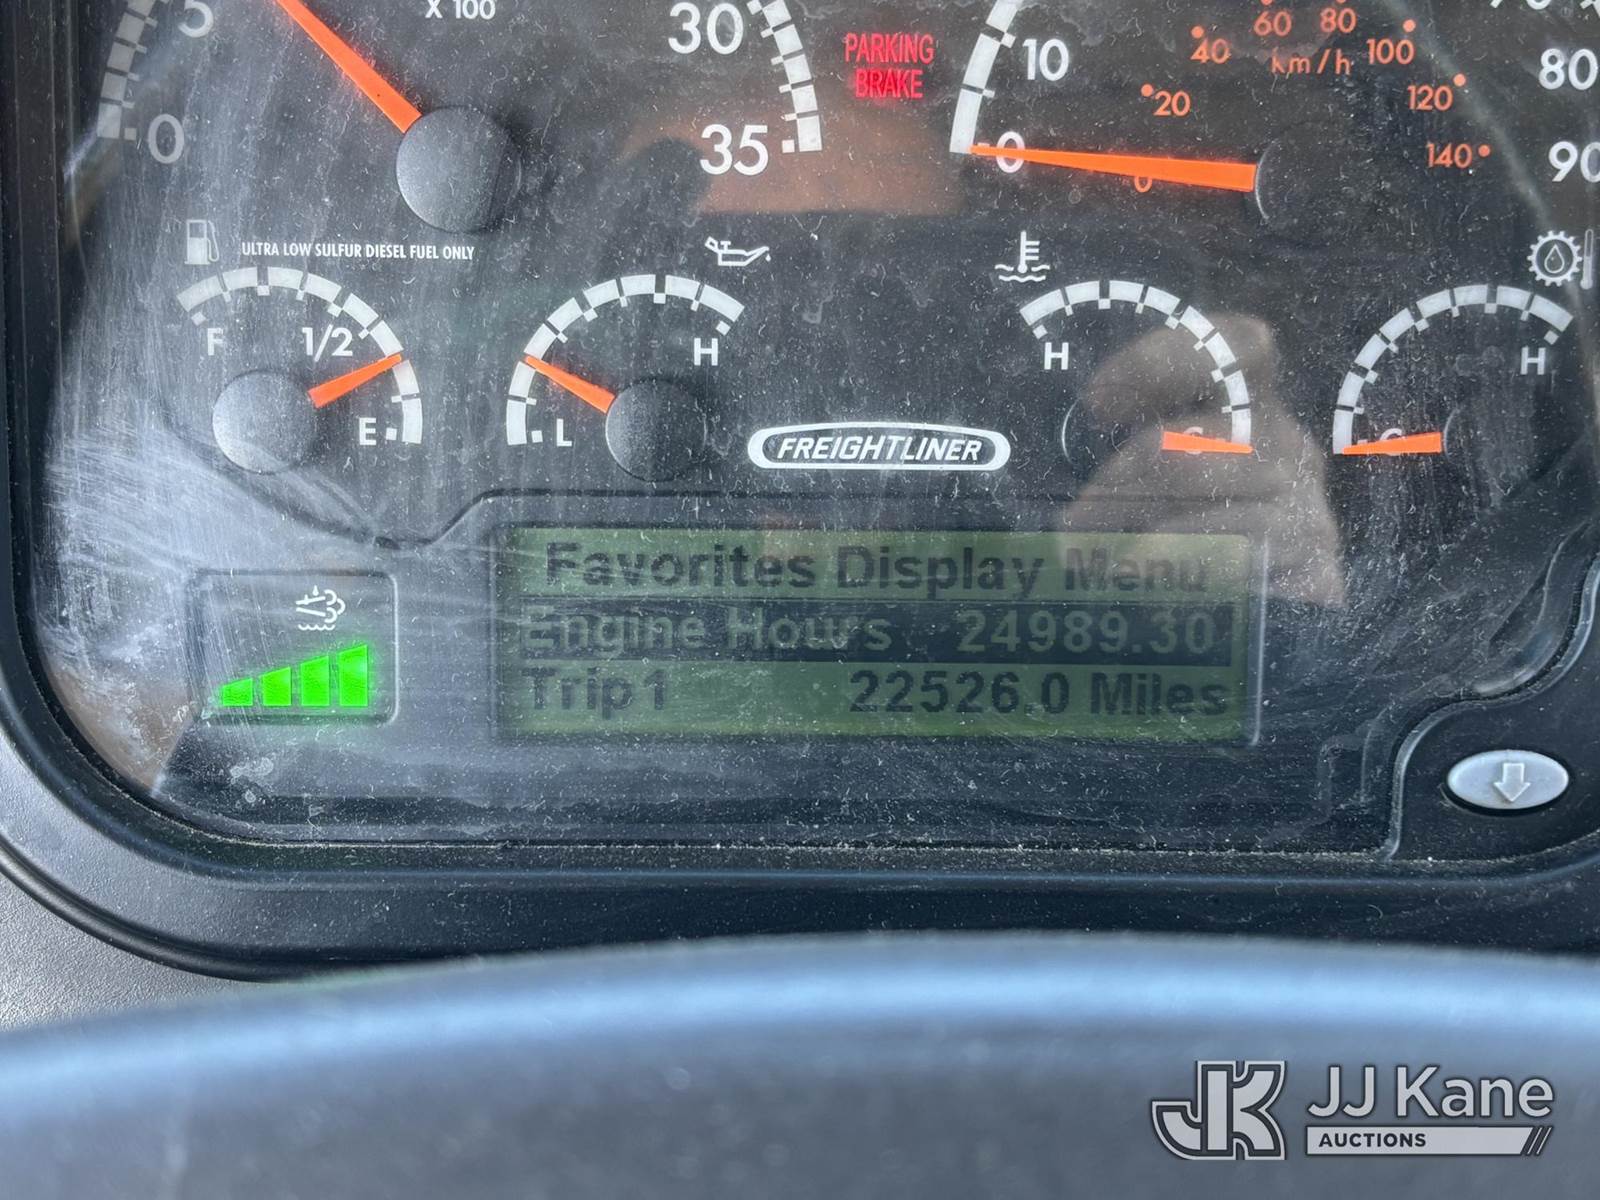 5
X 100
30
0
35
PARKING
BRAKE
10
0
0
20
40
60
80
100
120
140
km/h
80
90
ULTRA LOW SULFUR DIESEL FUEL ONLY
F
1/2
E
L
H
H
H
FREIGHTLINER
Favorites Display Menu
Engine Hours 24989.30
Trip1 22526.0 Miles
JK
JJ Kane
AUCTIONS